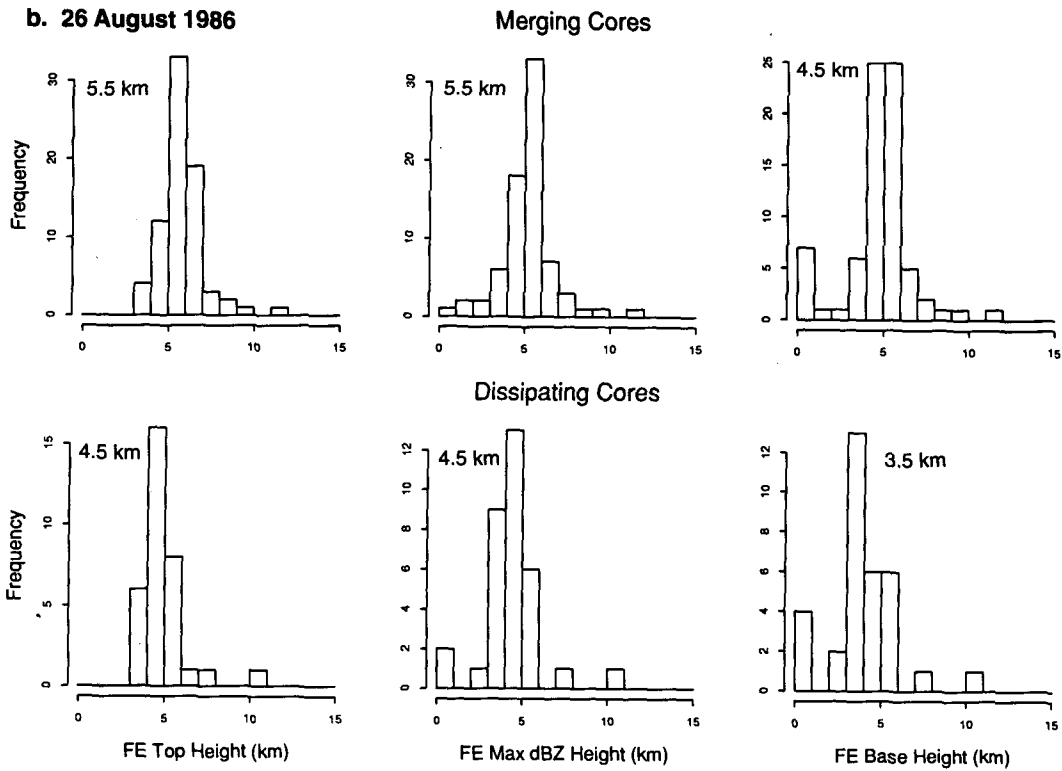 b. 26 August 1986
Merging Cores
5.5 km
5.5 km
4.5 km
Frequency
0 10 20 30
0 5 10 15
0 10 20 30
0 5 10 15
0 5 10 15 20 25
0 5 10 15
Dissipating Cores
4.5 km
4.5 km
3.5 km
Frequency
0 5 10 15
0 5 10 15
FE Top Height (km)
0 2 4 6 8 10 12
0 5 10 15
FE Max dBZ Height (km)
0 2 4 6 8 10 12
0 5 10 15
FE Base Height (km)